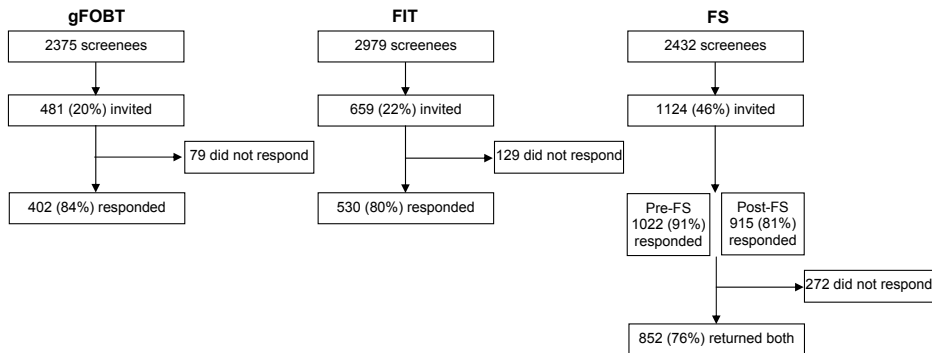 gFOBT
2375 screenees
481 (20%) invited
79 did not respond
402 (84%) responded
FIT
2979 screenees
659 (22%) invited
129 did not respond
530 (80%) responded
FS
2432 screenees
1124 (46%) invited
Pre-FS
1022 (91%)
responded
Post-FS
915 (81%)
responded
272 did not respond
852 (76%) returned both